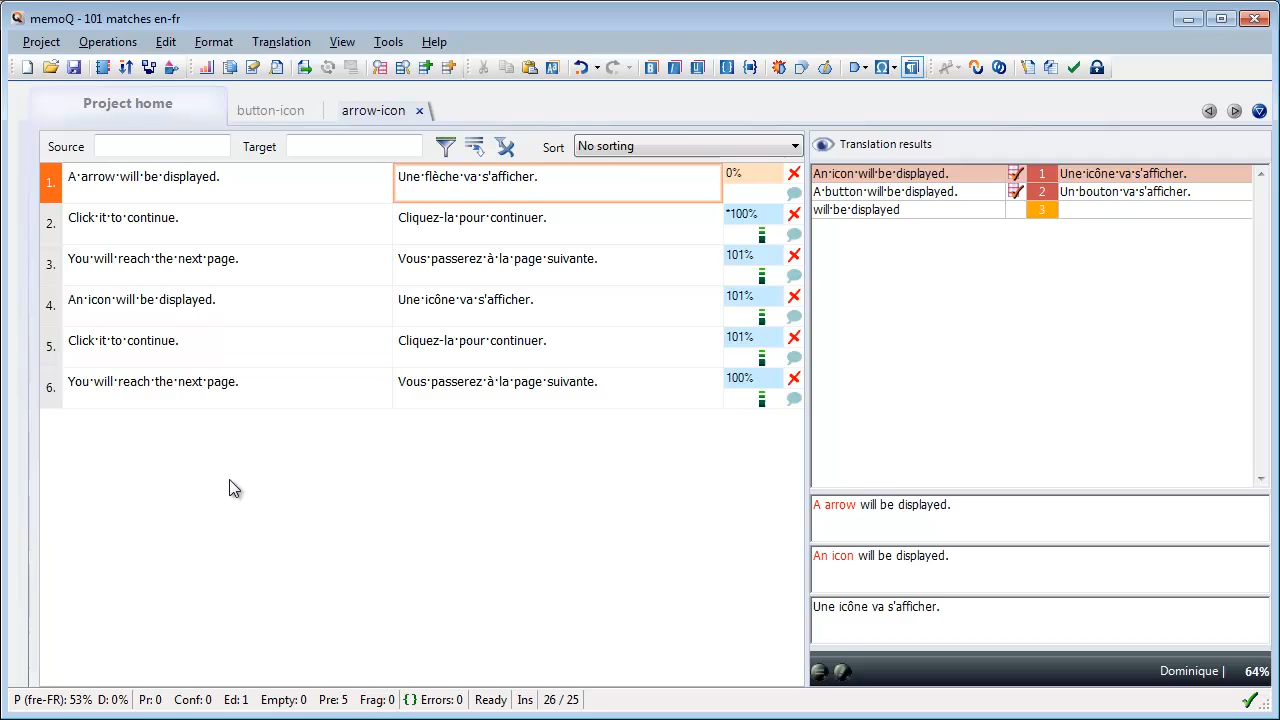 memoQ - 101 matches en-fr
Project Operations Edit Format Translation View Tools Help
Project home button-icon arrow-icon
Source Target Sort No sorting
1. A·arrow·will·be·displayed. Une·flèche·va·s'afficher. 0%
2. Click·it·to·continue. Cliquez-la·pour·continuer. *100%
3. You·will·reach·the·next·page. Vous·passerez·à·la·page·suivante. 101%
4. An·icon·will·be·displayed. Une·icône·va·s'afficher. 101%
5. Click·it·to·continue. Cliquez-la·pour·continuer. 101%
6. You·will·reach·the·next·page. Vous·passerez·à·la·page·suivante. 100%
Translation results
An·icon·will·be·displayed. 1 Une·icône·va·s'afficher.
A·button·will·be·displayed. 2 Un·bouton·va·s'afficher.
will·be·displayed 3
A arrow will be displayed.
An icon will be displayed.
Une icône va s'afficher.
Dominique | 64%
P (fre-FR): 53% D: 0% Pr: 0 Conf: 0 Ed: 1 Empty: 0 Pre: 5 Frag: 0 {} Errors: 0 Ready Ins 26 / 25